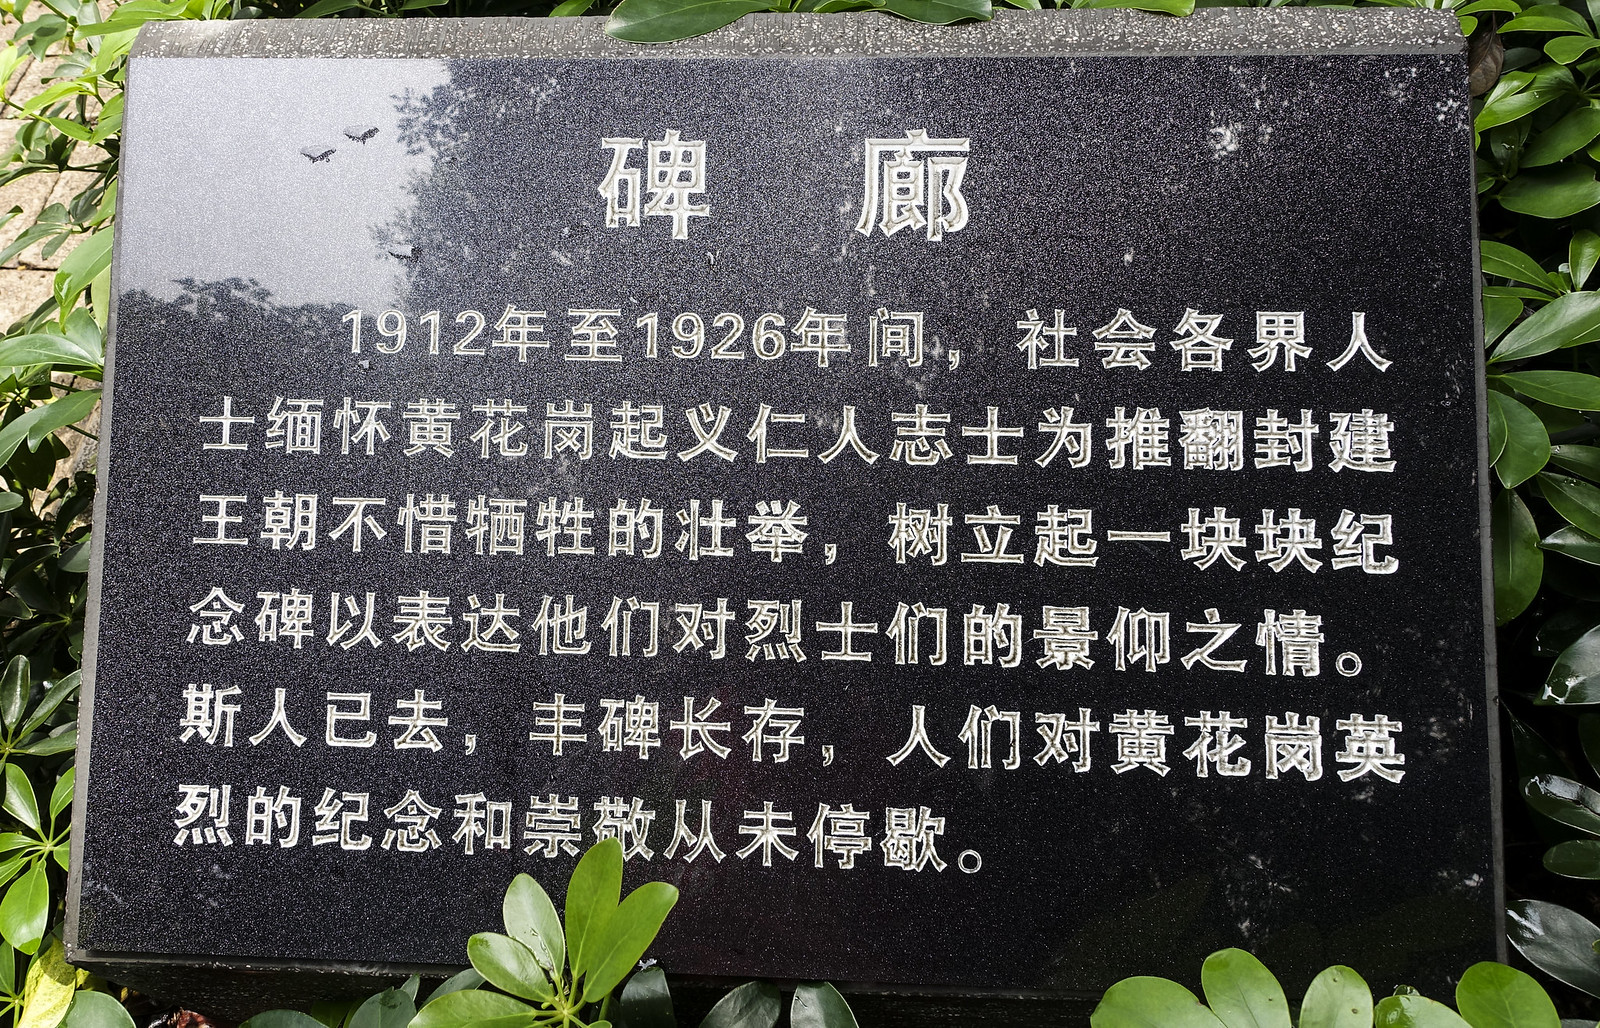 碑 廊
1912年至1926年间，社会各界人
士缅怀黄花岗起义仁人志士为推翻封建
王朝不惜牺牲的壮举，树立起一块块纪
念碑以表达他们对烈士们的景仰之情。
斯人已去，丰碑长存，人们对黄花岗英
烈的纪念和崇敬从未停歇。